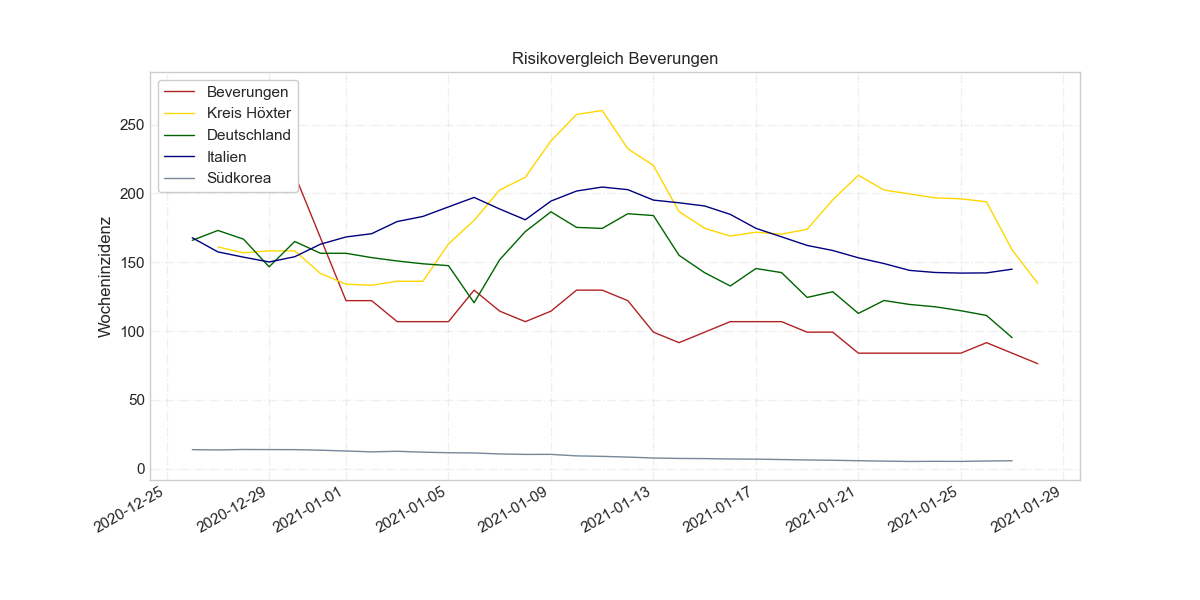 Risikovergleich Beverungen
Beverungen
Kreis Höxter
Deutschland
Italien
Südkorea
Wocheninzidenz
250
200
150
100
50
0
2020-12-25
2020-12-29
2021-01-01
2021-01-05
2021-01-09
2021-01-13
2021-01-17
2021-01-21
2021-01-25
2021-01-29